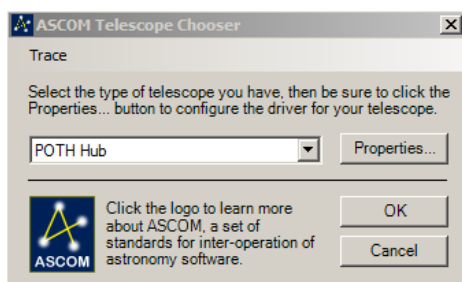 ASCOM Telescope Chooser
Trace
Select the type of telescope you have, then be sure to click the
Properties... button to configure the driver for your telescope.
POTH Hub
Properties...
Click the logo to learn more
about ASCOM, a set of
standards for inter-operation of
astronomy software.
ASCOM
OK
Cancel